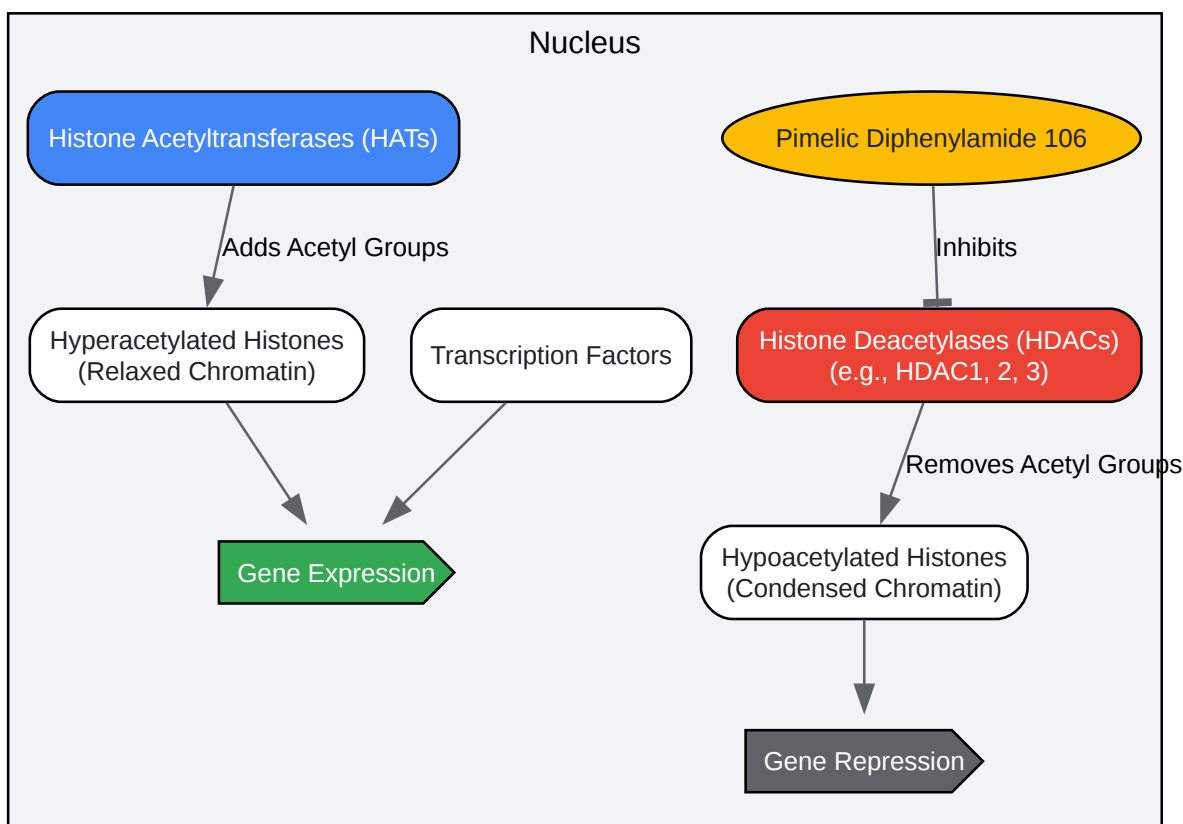 Nucleus
Histone Acetyltransferases (HATs)
Pimelic Diphenylamide 106
Adds Acetyl Groups
Inhibits
Hyperacetylated Histones
(Relaxed Chromatin)
Transcription Factors
Histone Deacetylases (HDACs)
(e.g., HDAC1, 2, 3)
Removes Acetyl Groups
Gene Expression
Hypoacetylated Histones
(Condensed Chromatin)
Gene Repression